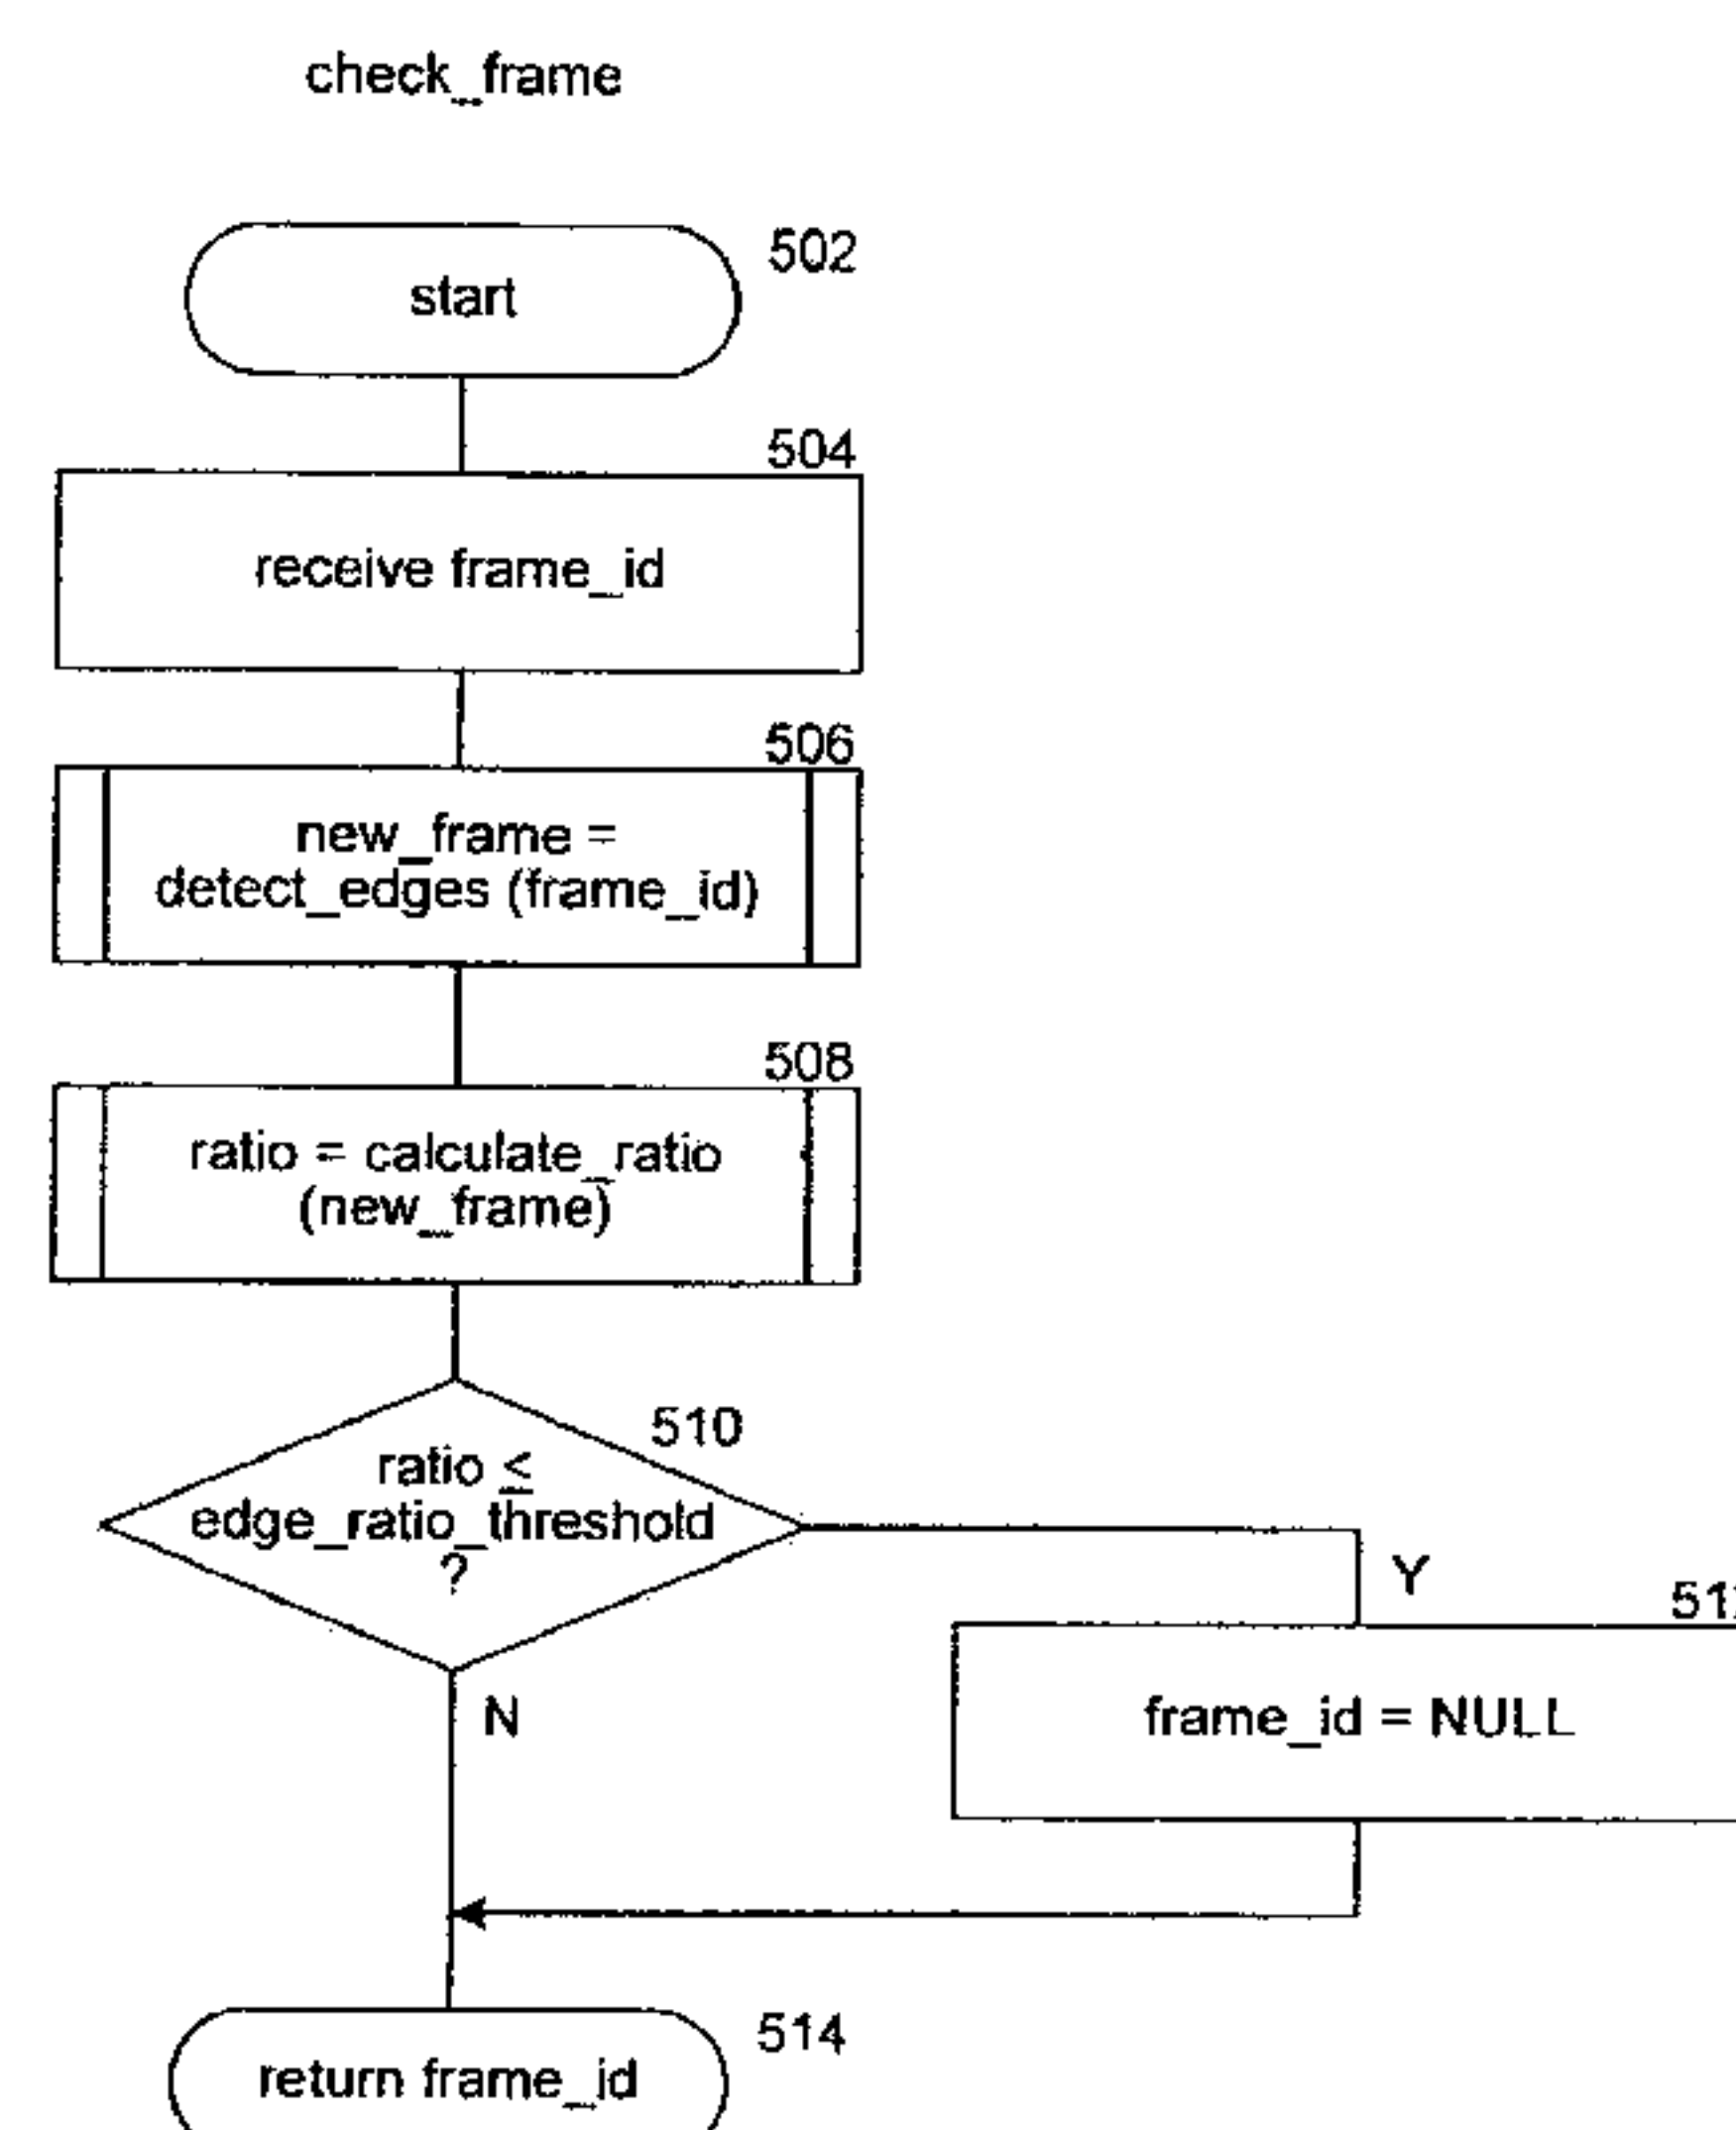 check_frame
502
start
504
receive frame_id
506
new_frame =
detect_edges (frame_id)
508
ratio = calculate_ratio
(new_frame)
510
ratio ≤
edge_ratio_threshold
?
Y
N
frame_id = NULL
514
return frame_id